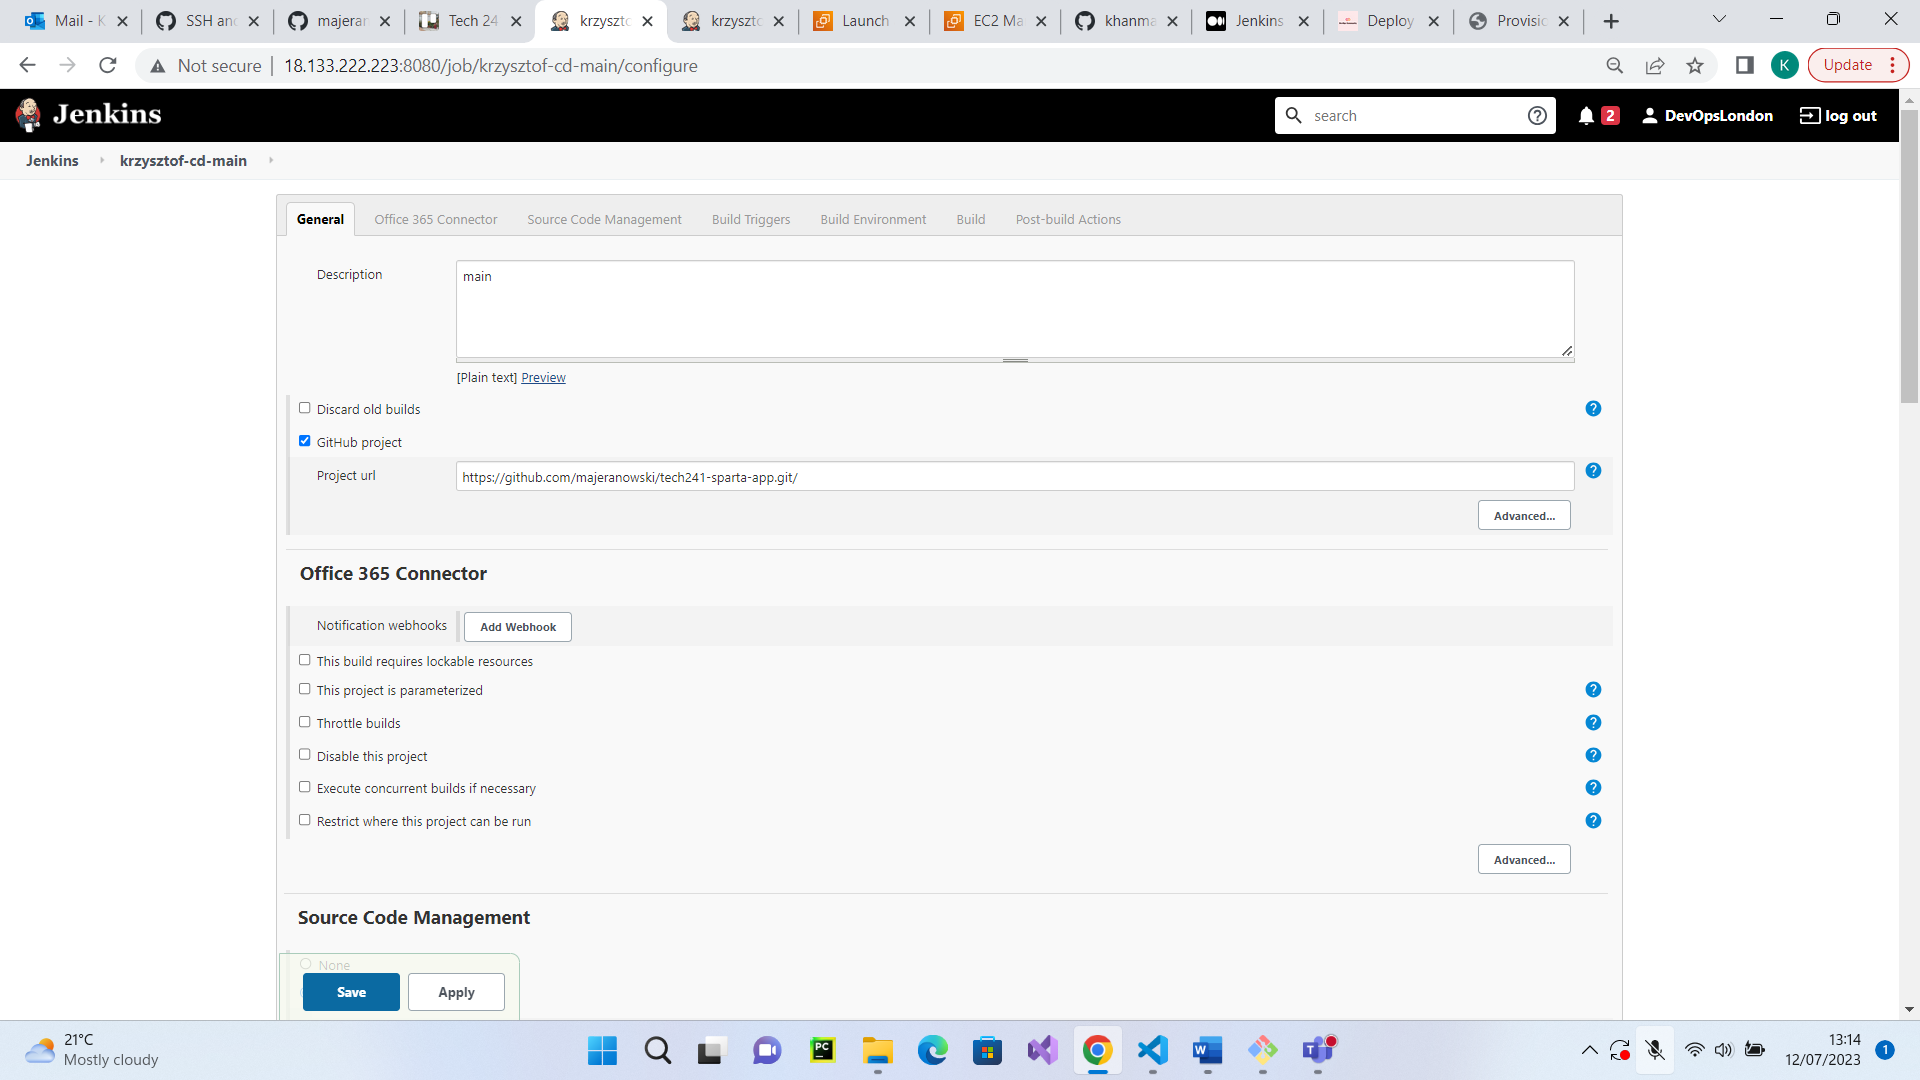 Mail - K
SSH and
majeran
Tech 24
krzyszto
krzyszto
Launch
EC2 Ma
khanma
Jenkins
Deploy
Provisio
Not secure
18.133.222.223:8080/job/krzysztof-cd-main/configure
K
Update
Jenkins
search
2
DevOpsLondon
log out
Jenkins
krzysztof-cd-main
General
Office 365 Connector
Source Code Management
Build Triggers
Build Environment
Build
Post-build Actions
Description
main
[Plain text] Preview
Discard old builds
GitHub project
Project url
https://github.com/majeranowski/tech241-sparta-app.git/
Advanced...
Office 365 Connector
Notification webhooks
Add Webhook
This build requires lockable resources
This project is parameterized
Throttle builds
Disable this project
Execute concurrent builds if necessary
Restrict where this project can be run
Advanced...
Source Code Management
None
Save
Apply
21°C
Mostly cloudy
13:14
12/07/2023
1